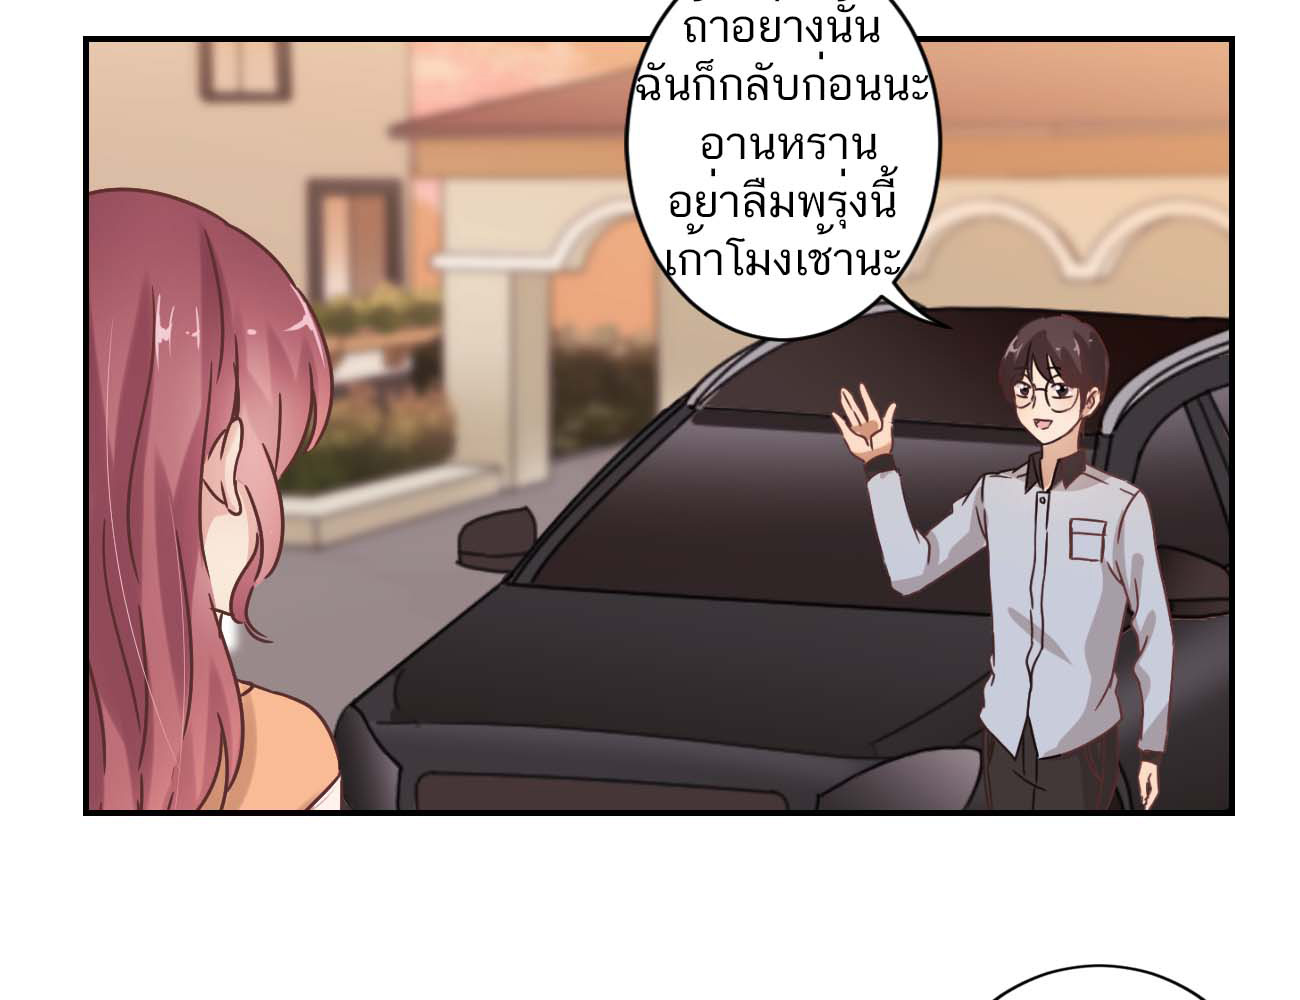 ถ้าอย่างนั้น
ฉันก็กลับก่อนนะ
อานหราน
อย่าลืมพรุ่งนี้
เก้าโมงเช้านะ